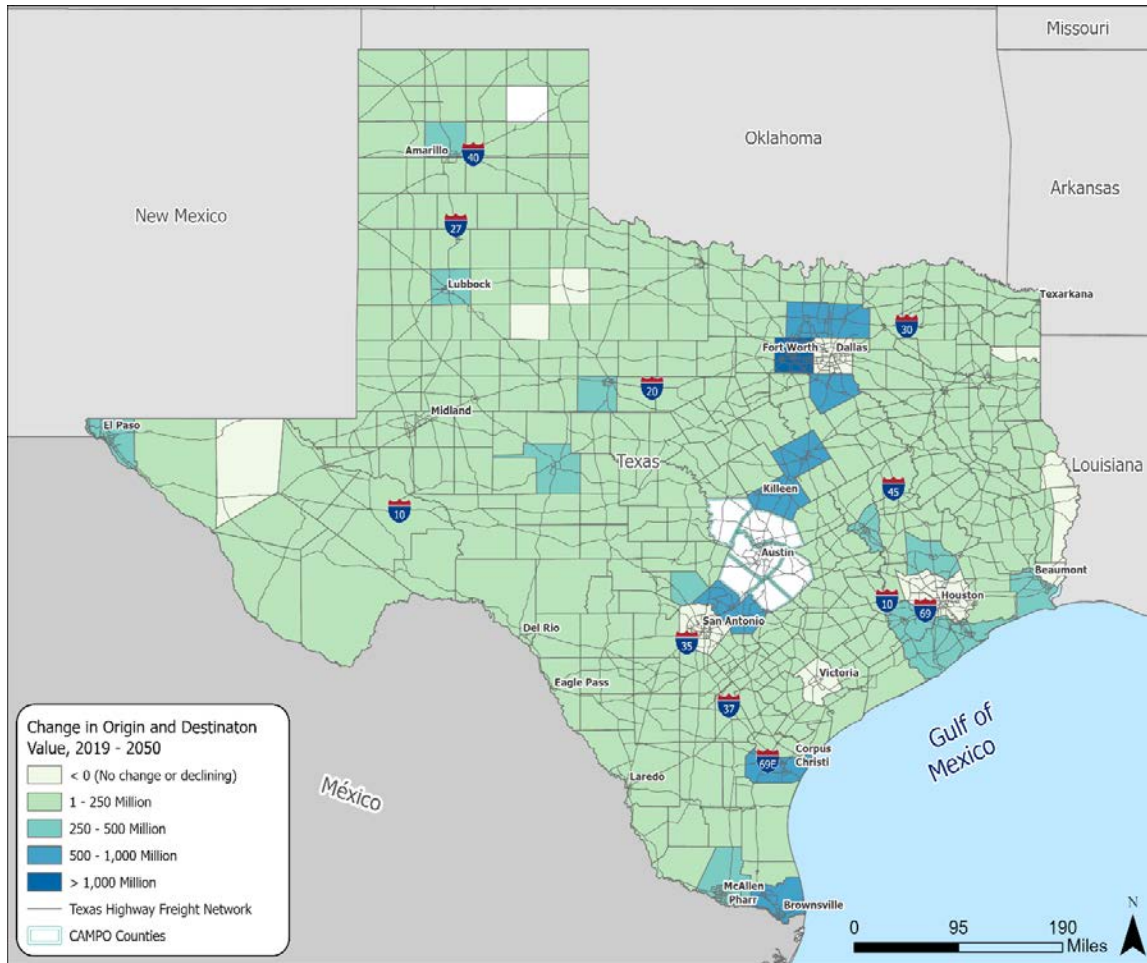 Missouri
Oklahoma
Amarillo
40
Arkansas
New Mexico
27
Lubbock
Texarkana
30
Fort Worth
Dallas
20
Midland
El Paso
Texas
Louisiana
Killeen
45
10
Austin
Beaumont
Houston
10
69
San Antonio
Del Rio
35
Victoria
Eagle Pass
37
Gulf of
Mexico
Corpus
Christi
69E
Laredo
México
McAllen
Pharr
Brownsville
Change in Origin and Destinaton
Value, 2019 - 2050
< 0 (No change or declining)
1 - 250 Million
250 - 500 Million
500 - 1,000 Million
> 1,000 Million
Texas Highway Freight Network
CAMPO Counties
N
0 95 190
Miles